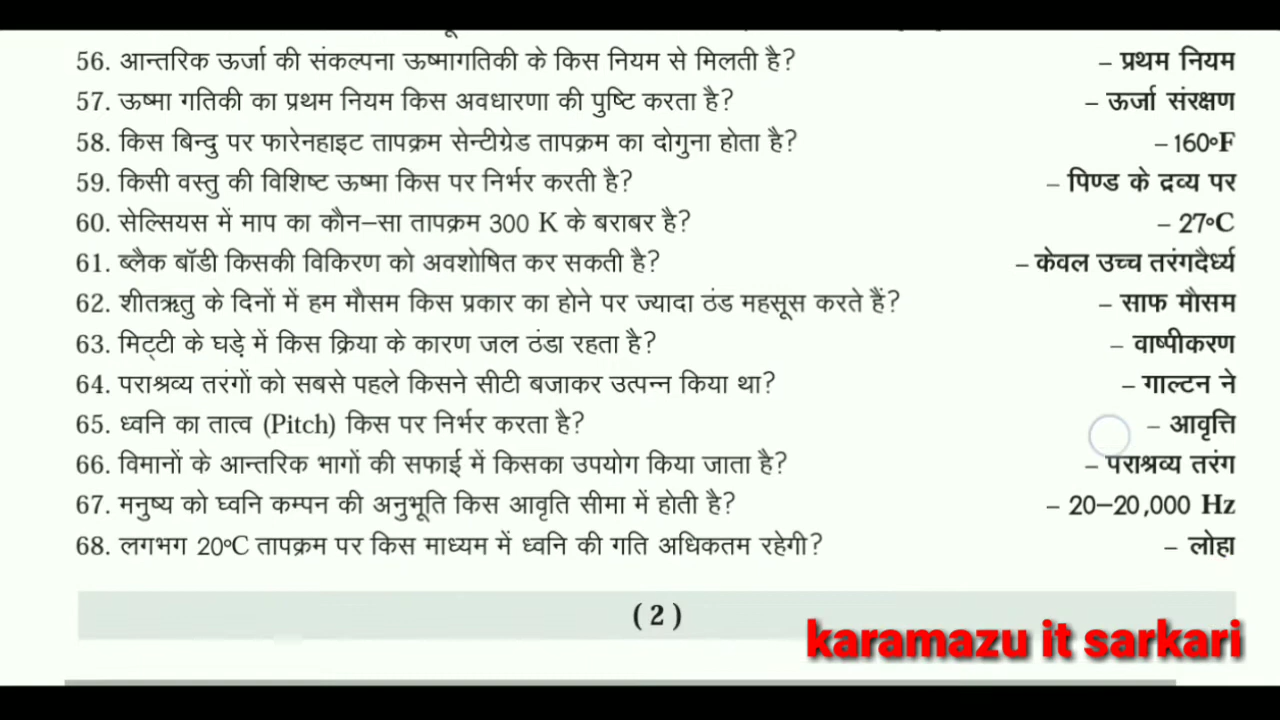 56. आन्तरिक ऊर्जा की संकल्पना ऊष्मागतिकी के किस नियम से मिलती है? – प्रथम नियम
57. ऊष्मा गतिकी का प्रथम नियम किस अवधारणा की पुष्टि करता है? – ऊर्जा संरक्षण
58. किस बिन्दु पर फारेनहाइट तापक्रम सेन्टीग्रेड तापक्रम का दोगुना होता है? – 160°F
59. किसी वस्तु की विशिष्ट ऊष्मा किस पर निर्भर करती है? – पिण्ड के द्रव्य पर
60. सेल्सियस में माप का कौन–सा तापक्रम 300 K के बराबर है? – 27°C
61. ब्लैक बॉडी किसकी विकिरण को अवशोषित कर सकती है? – केवल उच्च तरंगदैर्ध्य
62. शीतऋतु के दिनों में हम मौसम किस प्रकार का होने पर ज्यादा ठंड महसूस करते हैं? – साफ मौसम
63. मिट्टी के घड़े में किस क्रिया के कारण जल ठंडा रहता है? – वाष्पीकरण
64. पराश्रव्य तरंगों को सबसे पहले किसने सीटी बजाकर उत्पन्न किया था? – गाल्टन ने
65. ध्वनि का तात्व (Pitch) किस पर निर्भर करता है? – आवृत्ति
66. विमानों के आन्तरिक भागों की सफाई में किसका उपयोग किया जाता है? – पराश्रव्य तरंग
67. मनुष्य को घ्वनि कम्पन की अनुभूति किस आवृति सीमा में होती है? – 20–20,000 Hz
68. लगभग 20°C तापक्रम पर किस माध्यम में ध्वनि की गति अधिकतम रहेगी? – लोहा
( 2 )
karamazu it sarkari